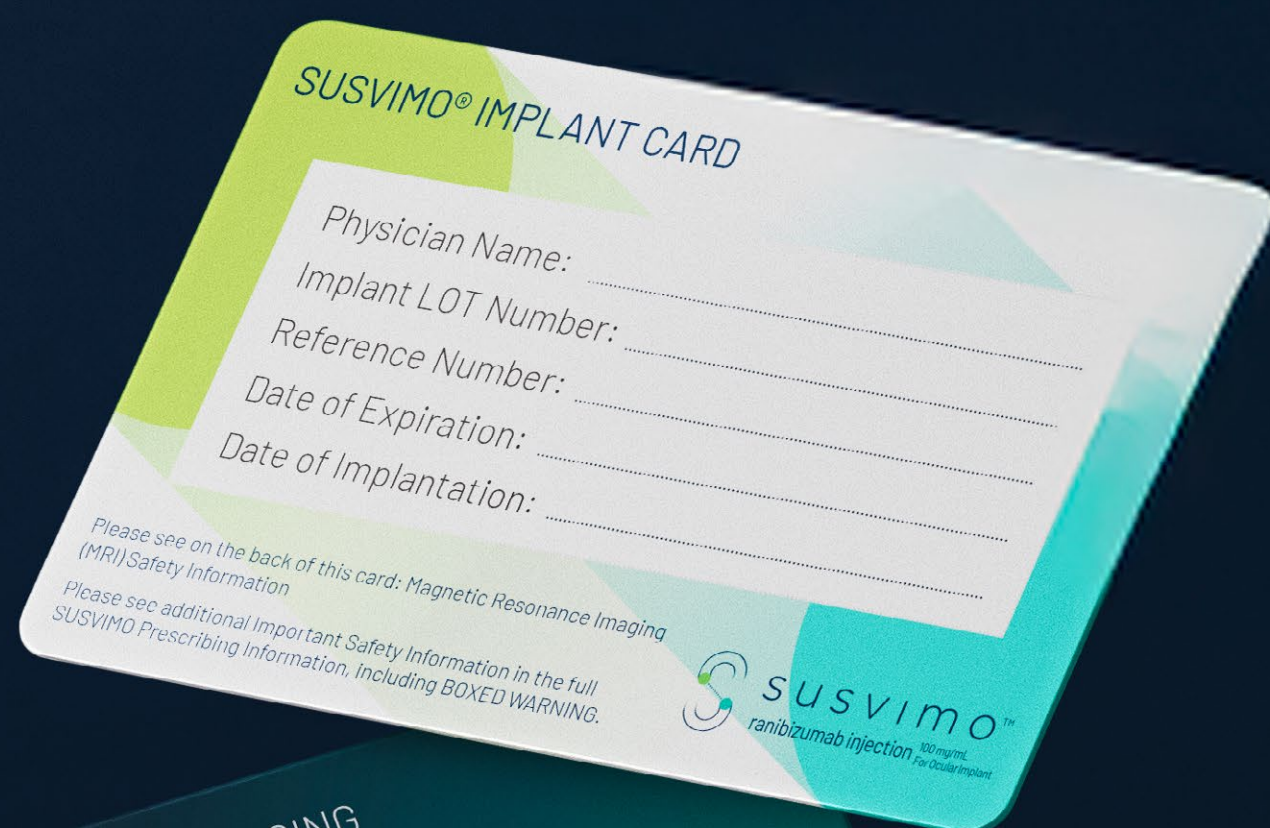 SUSVIMO® IMPLANT CARD
Physician Name:
Implant LOT Number:
Reference Number:
Date of Expiration:
Date of Implantation:
Please see on the back of this card: Magnetic Resonance Imaging
(MRI) Safety Information
Please sec additional Important Safety Information in the full
SUSVIMO Prescribing Information, including BOXED WARNING.
susvimo™
ranibizumab injection 100 mg/mL
For Ocular Implant